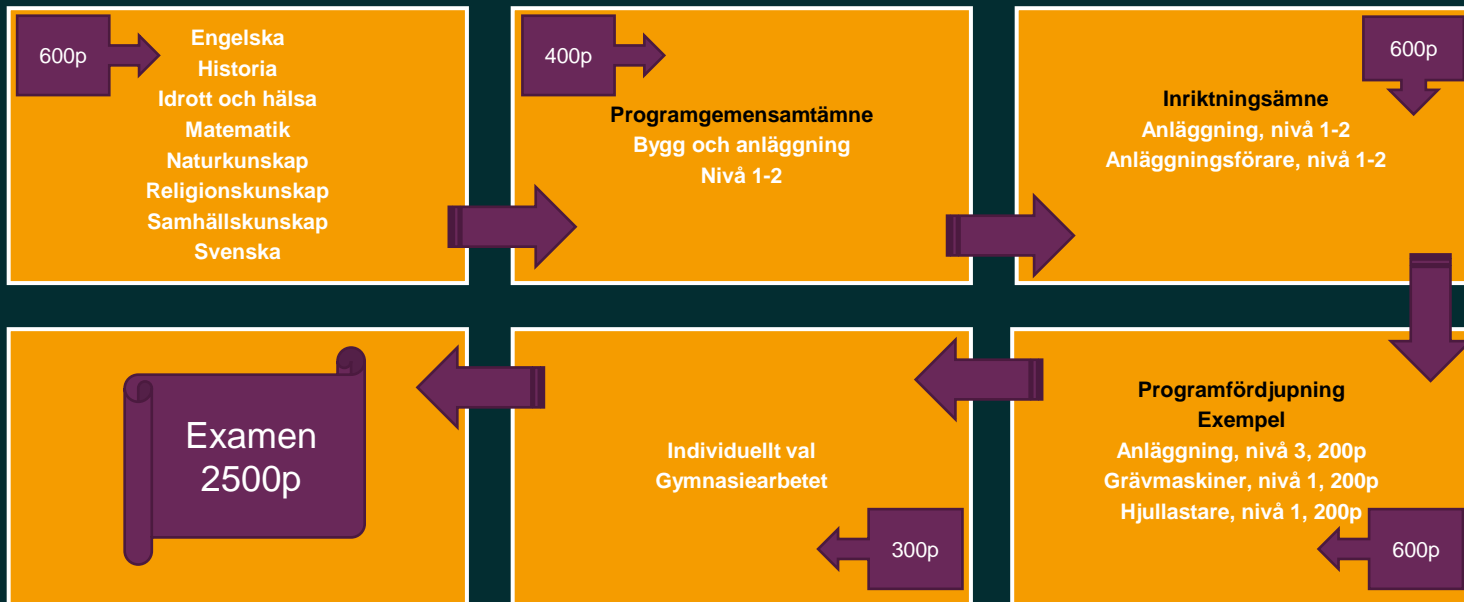 600p
Engelska
Historia
Idrott och hälsa
Matematik
Naturkunskap
Religionskunskap
Samhällskunskap
Svenska
400p
Programgemensamtämne
Bygg och anläggning
Nivå 1-2
600p
Inriktningsämne
Anläggning, nivå 1-2
Anläggningsförare, nivå 1-2
Programfördjupning
Exempel
Anläggning, nivå 3, 200p
Grävmaskiner, nivå 1, 200p
Hjullastare, nivå 1, 200p
600p
Individuellt val
Gymnasiearbetet
300p
Examen
2500p